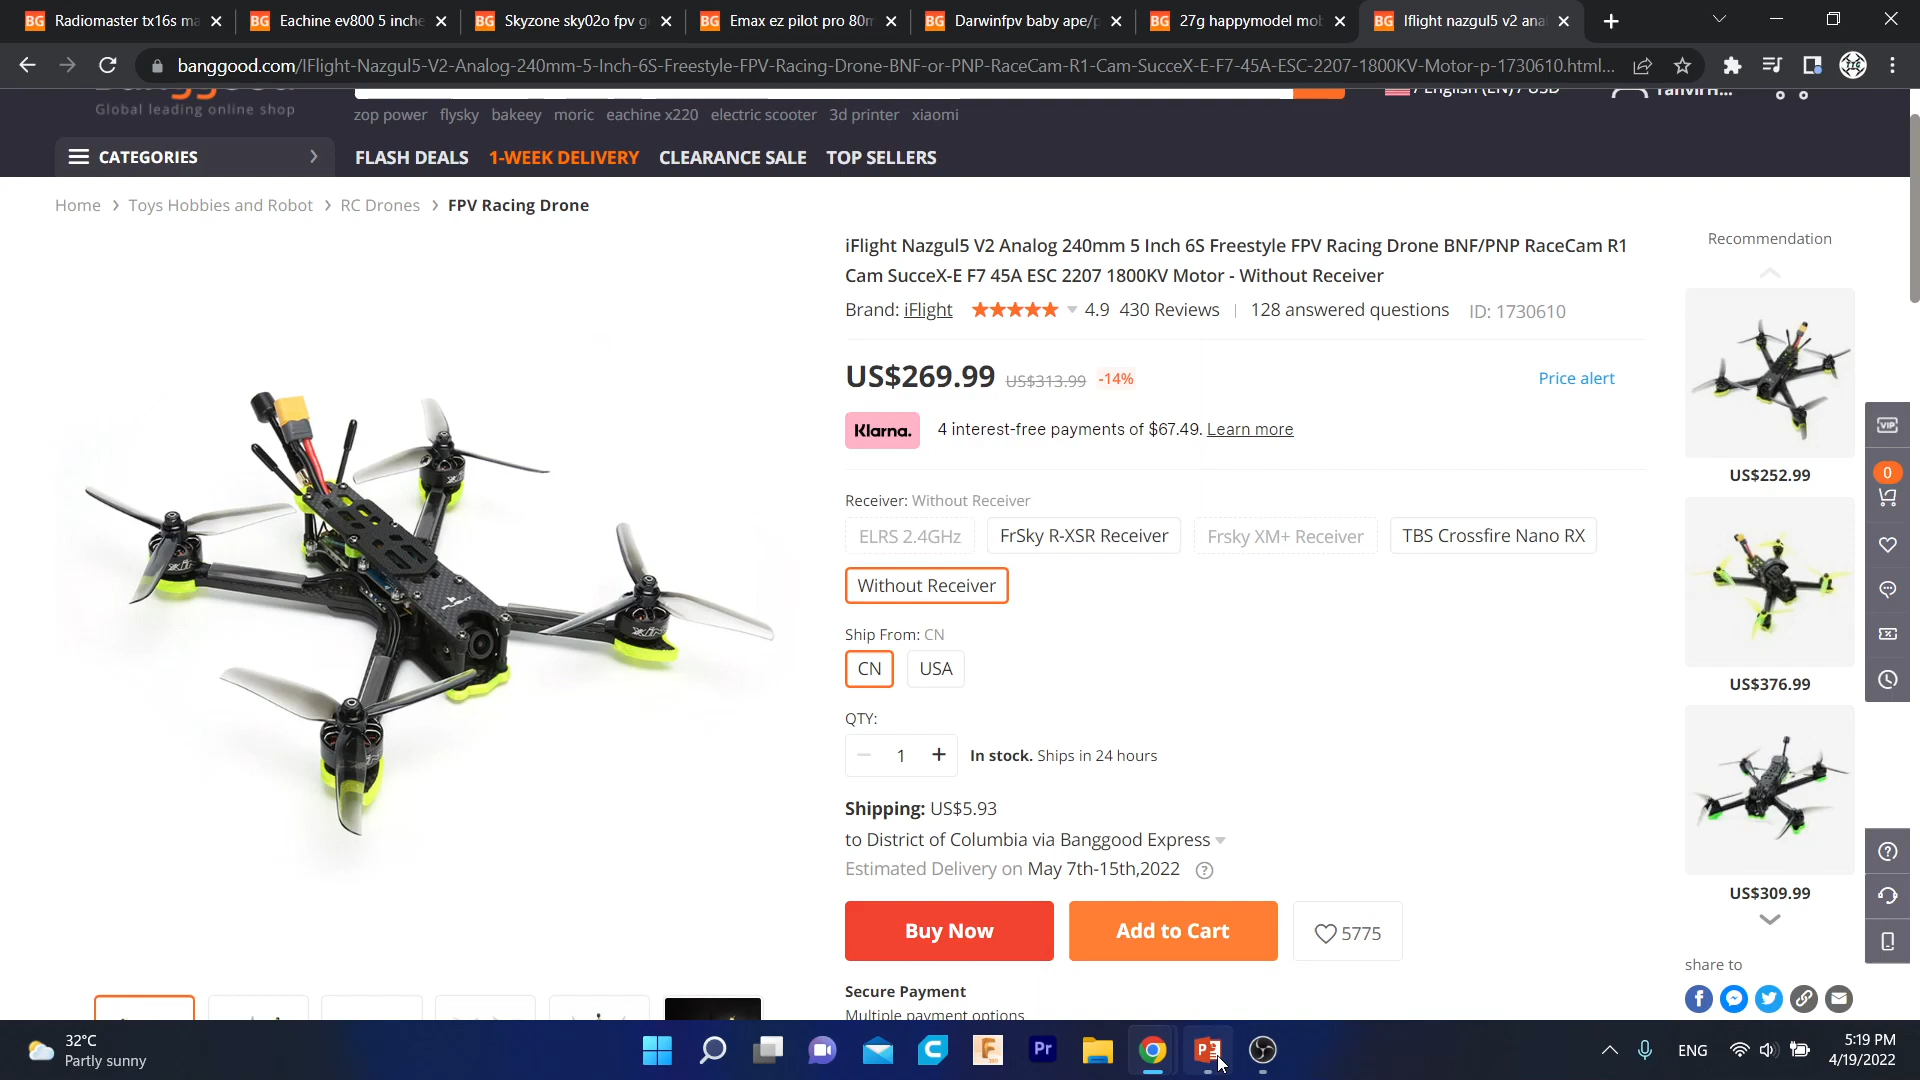 Radiomaster tx16s ma
Eachine ev800 5 inche
Skyzone sky02o fpv g
Emax ez pilot pro 80m
Darwinfpv baby ape/p
27g happymodel mob
Iflight nazgul5 v2 ana
banggood.com/IFlight-Nazgul5-V2-Analog-240mm-5-Inch-6S-Freestyle-FPV-Racing-Drone-BNF-or-PNP-RaceCam-R1-Cam-SucceX-E-F7-45A-ESC-2207-1800KV-Motor-p-1730610.html...
Global leading online shop
zop power flysky bakeey moric eachine x220 electric scooter 3d printer xiaomi
CATEGORIES
FLASH DEALS 1-WEEK DELIVERY CLEARANCE SALE TOP SELLERS
Home > Toys Hobbies and Robot > RC Drones > FPV Racing Drone
iFlight Nazgul5 V2 Analog 240mm 5 Inch 6S Freestyle FPV Racing Drone BNF/PNP RaceCam R1
Cam SucceX-E F7 45A ESC 2207 1800KV Motor - Without Receiver
Brand: iFlight 4.9 430 Reviews | 128 answered questions ID: 1730610
US$269.99 US$313.99 -14% Price alert
Klarna. 4 interest-free payments of $67.49. Learn more
Receiver: Without Receiver
ELRS 2.4GHz FrSky R-XSR Receiver Frsky XM+ Receiver TBS Crossfire Nano RX
Without Receiver
Ship From: CN
CN USA
QTY:
1 + In stock. Ships in 24 hours
Shipping: US$5.93
to District of Columbia via Banggood Express
Estimated Delivery on May 7th-15th,2022
Buy Now Add to Cart 5775
Secure Payment
Multiple payment options
Recommendation
US$252.99
US$376.99
US$309.99
share to
VIP
0
32°C
Partly sunny
Pr
ENG
5:19 PM
4/19/2022